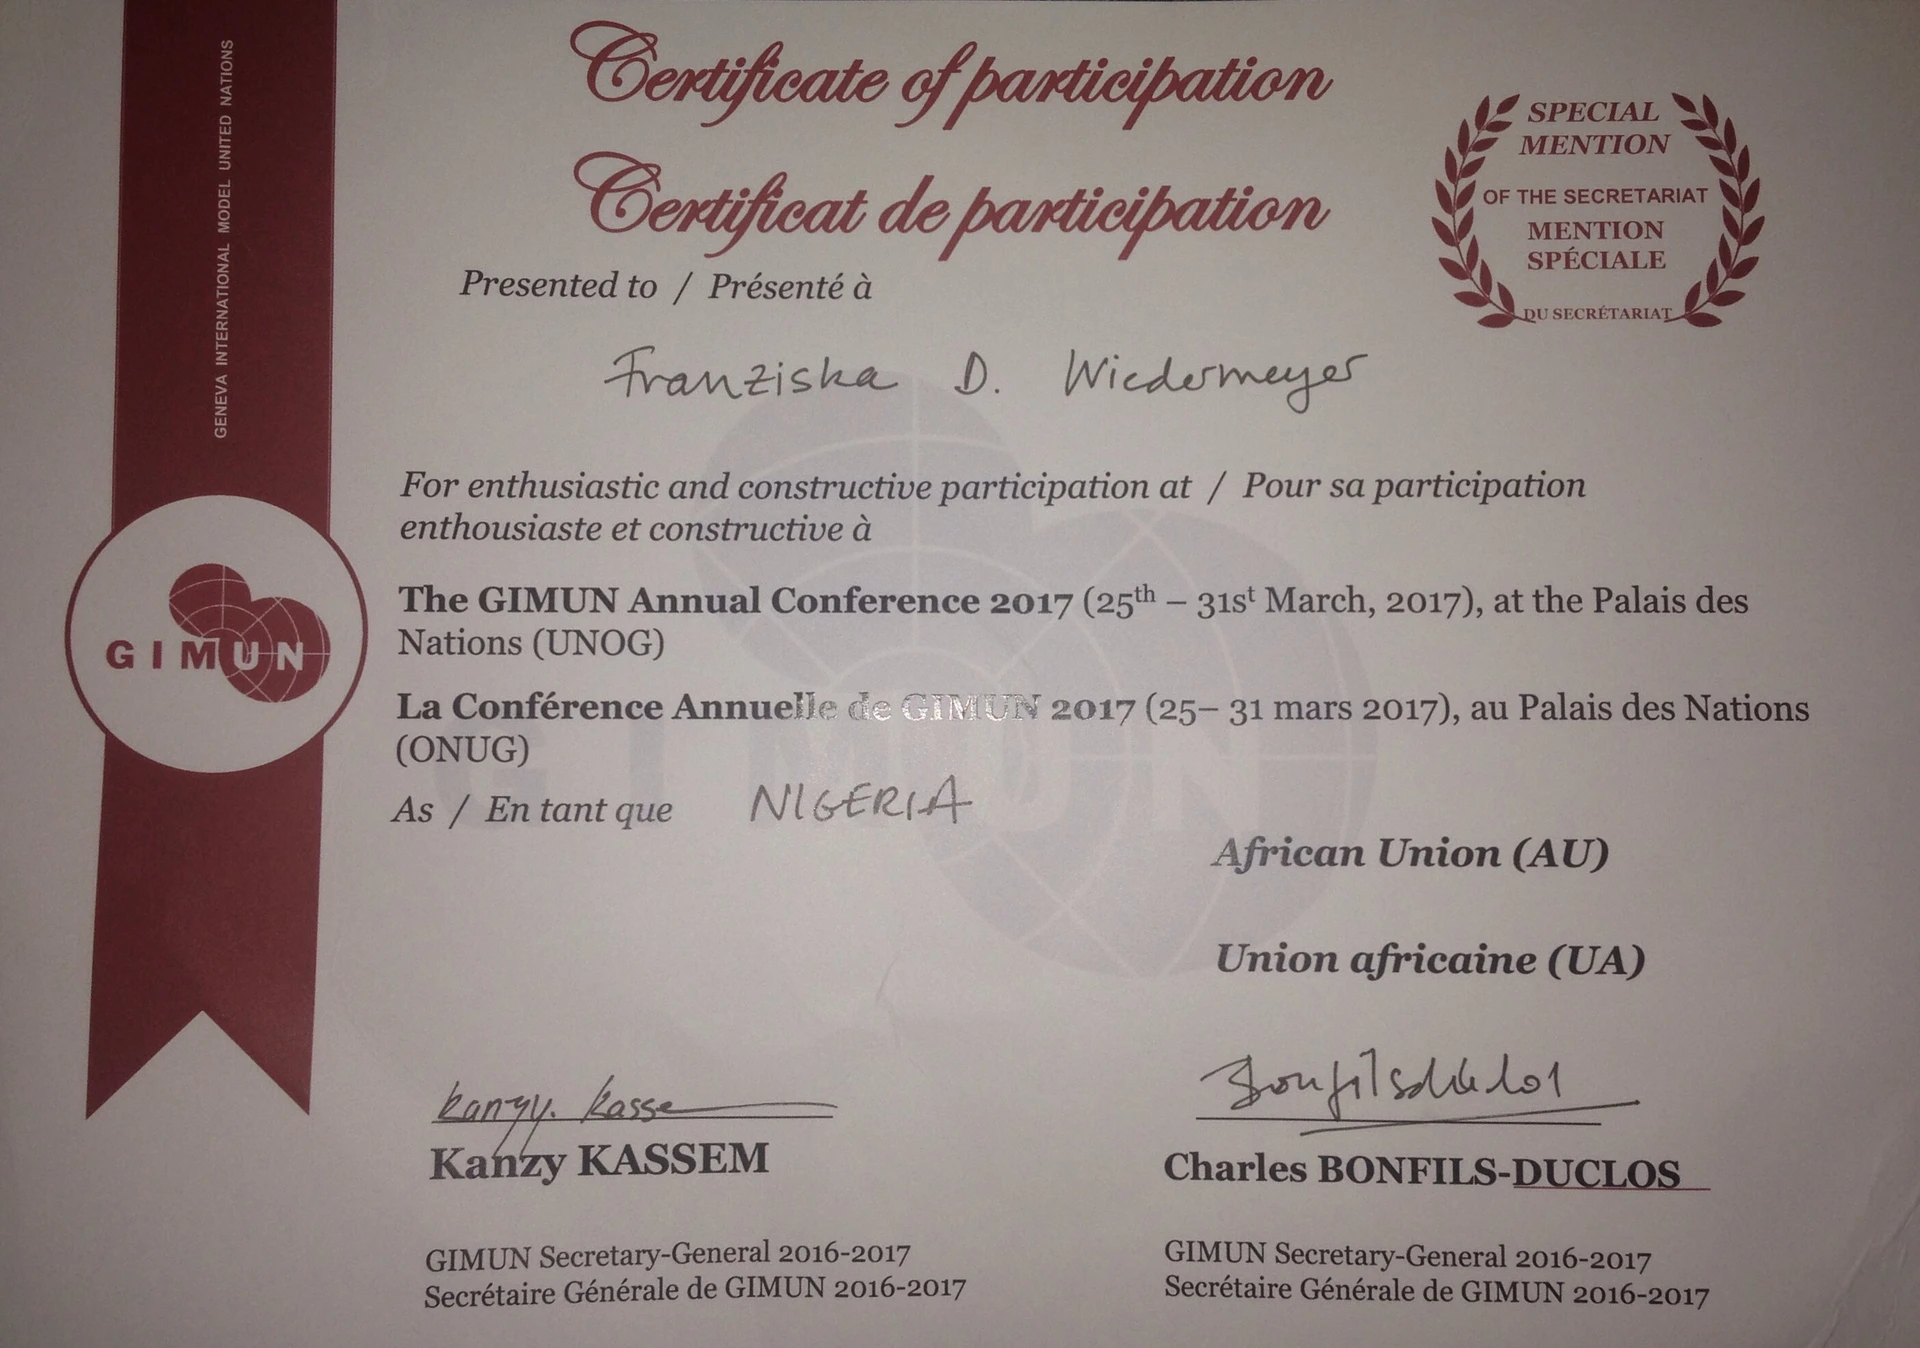 GENEVA INTERNATIONAL MODEL UNITED NATIONS
Certificate of participation
Certificat de participation
SPECIAL
MENTION
OF THE SECRETARIAT
MENTION
SPÉCIALE
DU SECRÉTARIAT
Presented to / Présenté à
Franziska D. Wiedermeyer
For enthusiastic and constructive participation at / Pour sa participation
enthousiaste et constructive à
The GIMUN Annual Conference 2017 (25th – 31st March, 2017), at the Palais des
Nations (UNOG)
GIMUN
La Conférence Annuelle de GIMUN 2017 (25– 31 mars 2017), au Palais des Nations
(ONUG)
GIMUN
As / En tant que NIGERIA
African Union (AU)
Union africaine (UA)
Kanzy. Kasse
Kanzy KASSEM
Charles BONFILS-DUCLOS
GIMUN Secretary-General 2016-2017
Secrétaire Générale de GIMUN 2016-2017
GIMUN Secretary-General 2016-2017
Secrétaire Générale de GIMUN 2016-2017